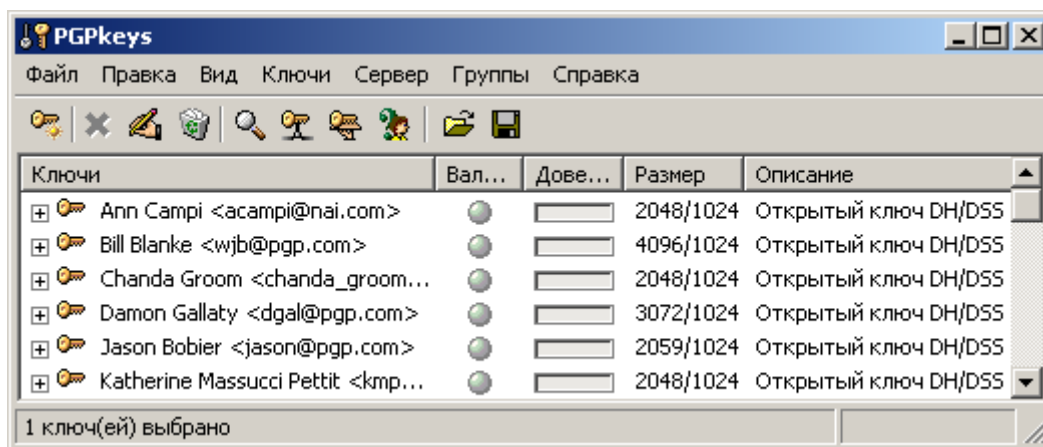 PGPkeys
Файл Правка Вид Ключи Сервер Группы Справка
Ключи Вал... Дове... Размер Описание
Ann Campi <acampi@nai.com> 2048/1024 Открытый ключ DH/DSS
Bill Blanke <wjb@pgp.com> 4096/1024 Открытый ключ DH/DSS
Chanda Groom <chanda_groom... 2048/1024 Открытый ключ DH/DSS
Damon Gallaty <dgal@pgp.com> 3072/1024 Открытый ключ DH/DSS
Jason Bobier <jason@pgp.com> 2059/1024 Открытый ключ DH/DSS
Katherine Massucci Pettit <kmp... 2048/1024 Открытый ключ DH/DSS
1 ключ(ей) выбрано